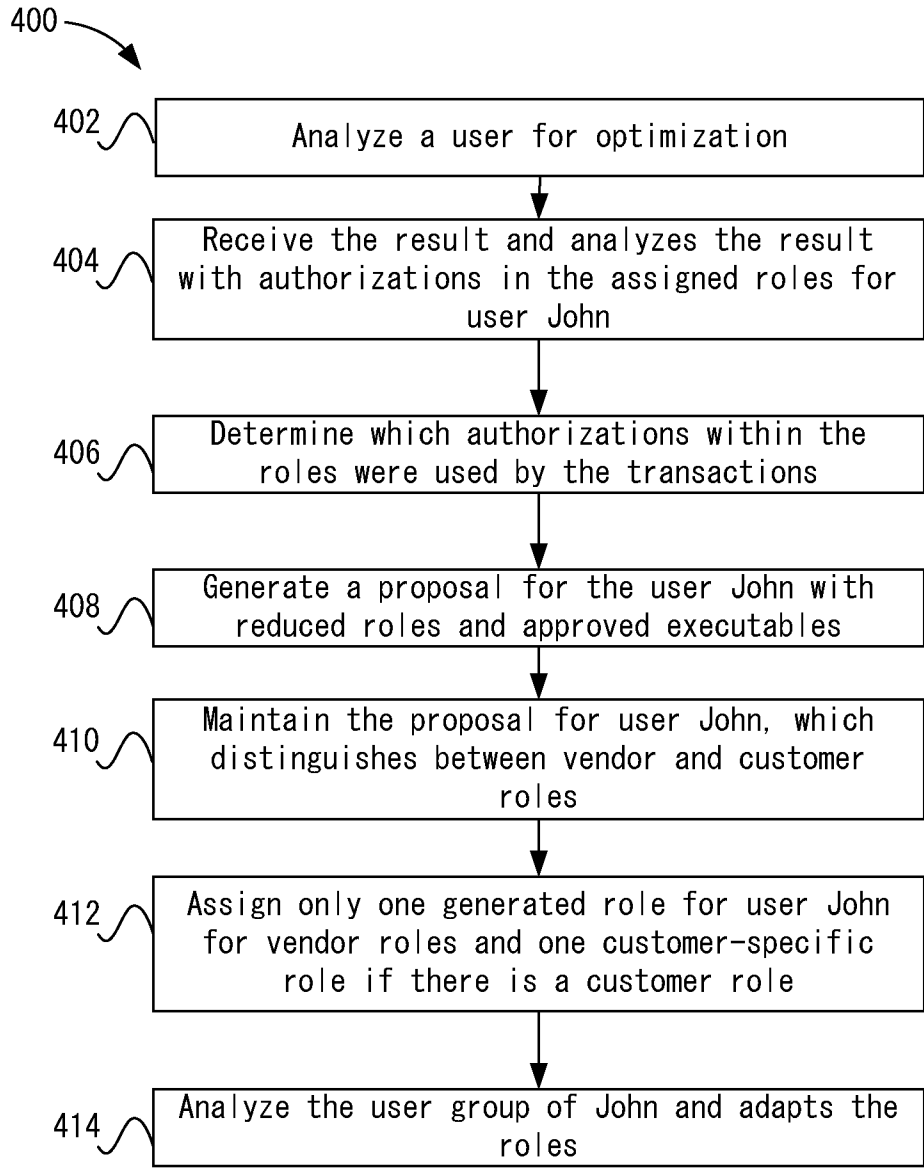 400
402
Analyze a user for optimization
404
Receive the result and analyzes the result
with authorizations in the assigned roles for
user John
406
Determine which authorizations within the
roles were used by the transactions
408
Generate a proposal for the user John with
reduced roles and approved executables
410
Maintain the proposal for user John, which
distinguishes between vendor and customer
roles
412
Assign only one generated role for user John
for vendor roles and one customer-specific
role if there is a customer role
414
Analyze the user group of John and adapts the
roles